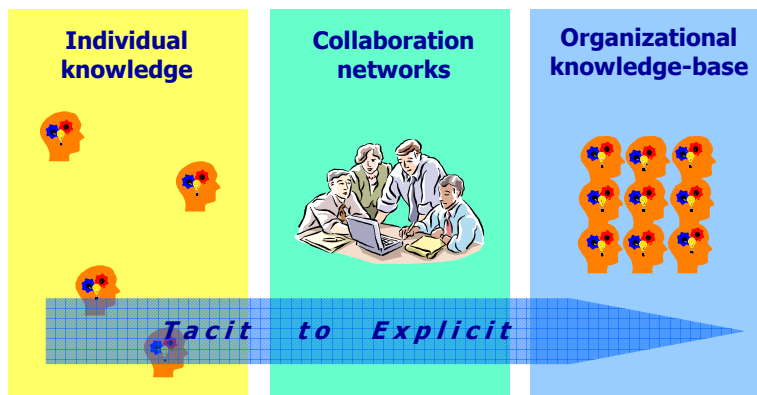 Individual
knowledge
Collaboration
networks
Organizational
knowledge-base
Tacit to Explicit